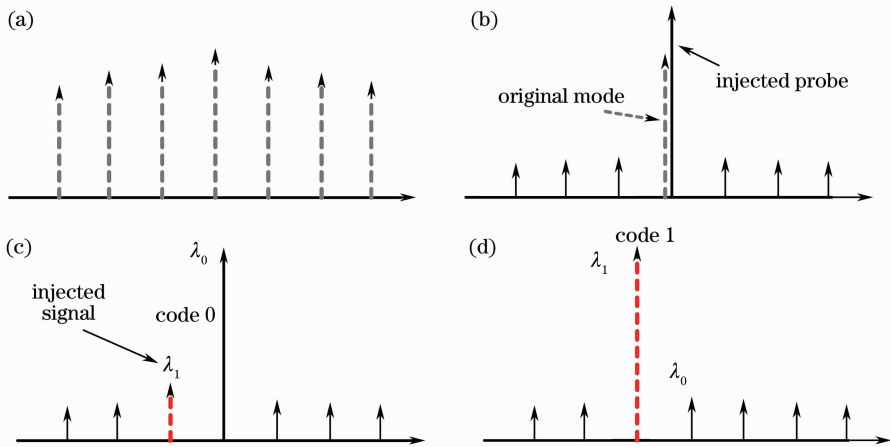 (a)
(b)
injected probe
original mode
(c)
λ0
injected
signal
code 0
λ1
(d)
code 1
λ1
λ0